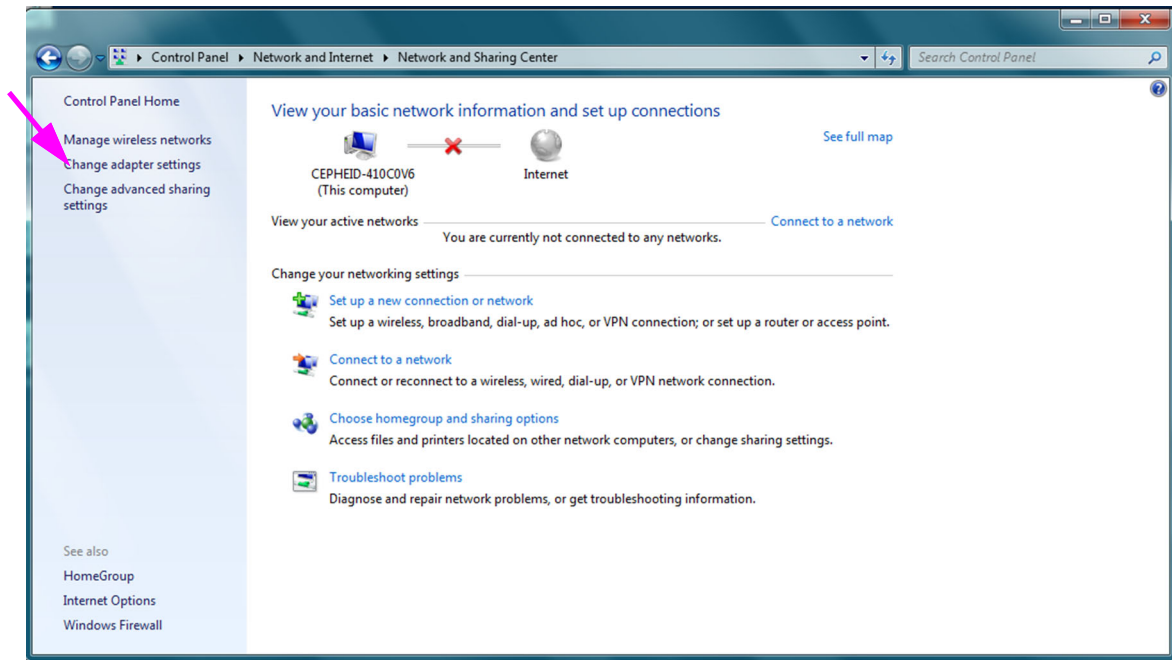 Control Panel Network and Internet Network and Sharing Center Search Control Panel
Control Panel Home
Manage wireless networks
Change adapter settings
Change advanced sharing
settings
View your basic network information and set up connections
See full map
CEPHEID-410C0V6
(This computer)
Internet
View your active networks Connect to a network
You are currently not connected to any networks.
Change your networking settings
Set up a new connection or network
Set up a wireless, broadband, dial-up, ad hoc, or VPN connection; or set up a router or access point.
Connect to a network
Connect or reconnect to a wireless, wired, dial-up, or VPN network connection.
Choose homegroup and sharing options
Access files and printers located on other network computers, or change sharing settings.
Troubleshoot problems
Diagnose and repair network problems, or get troubleshooting information.
See also
HomeGroup
Internet Options
Windows Firewall